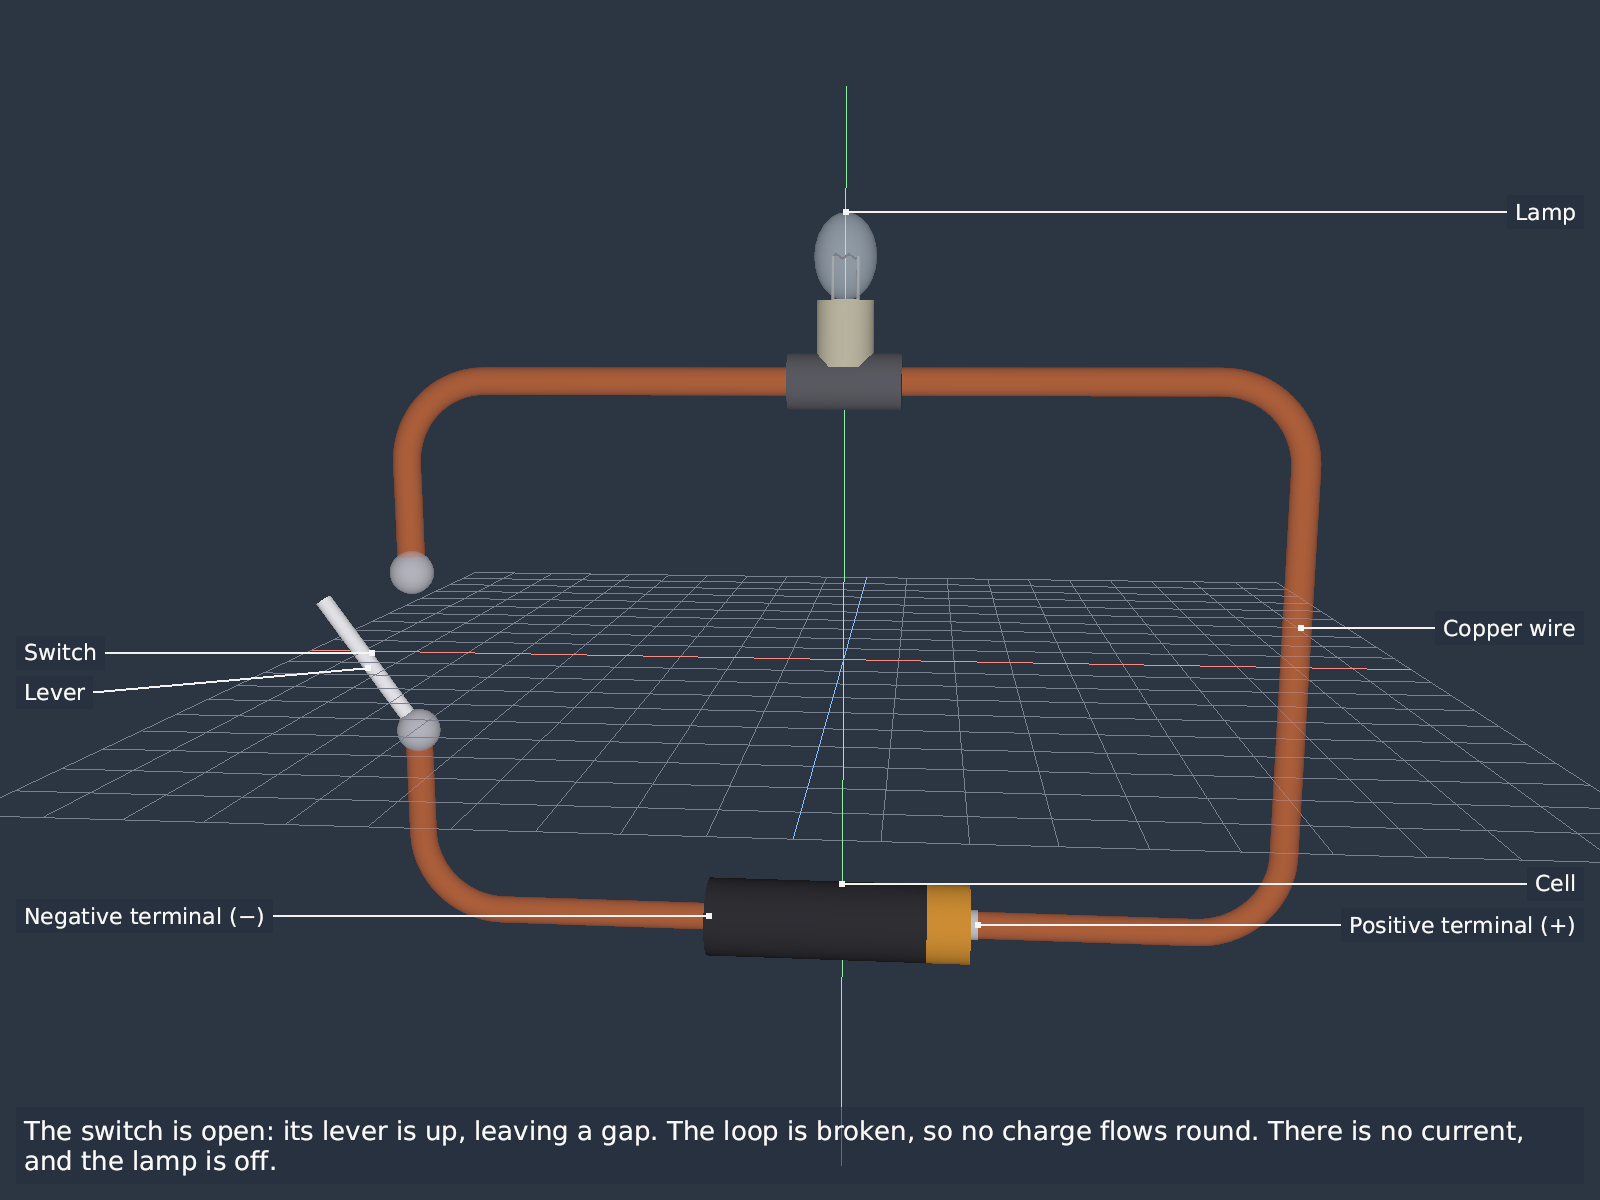 Lamp
Switch
Lever
Copper wire
Cell
Negative terminal (−)
Positive terminal (+)
The switch is open: its lever is up, leaving a gap. The loop is broken, so no charge flows round. There is no current,
and the lamp is off.